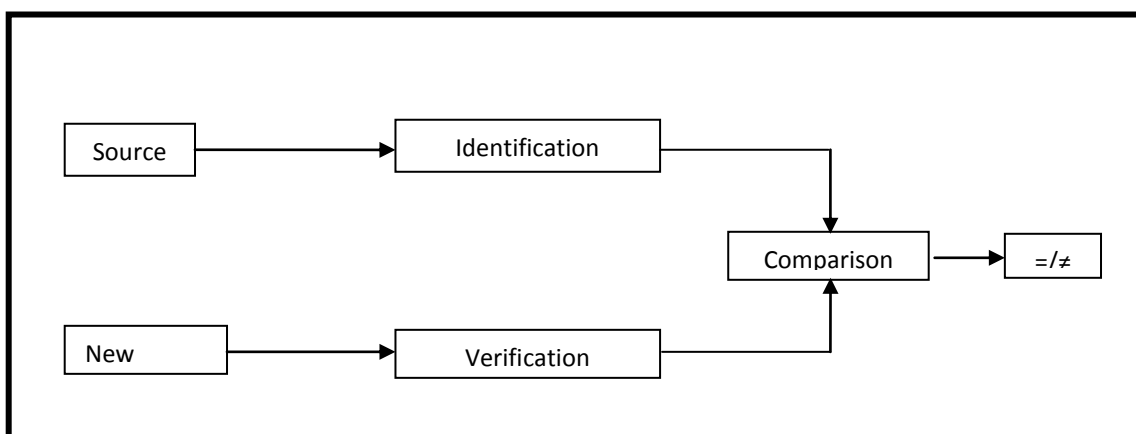 Source
Identification
Comparison
=/≠
New
Verification